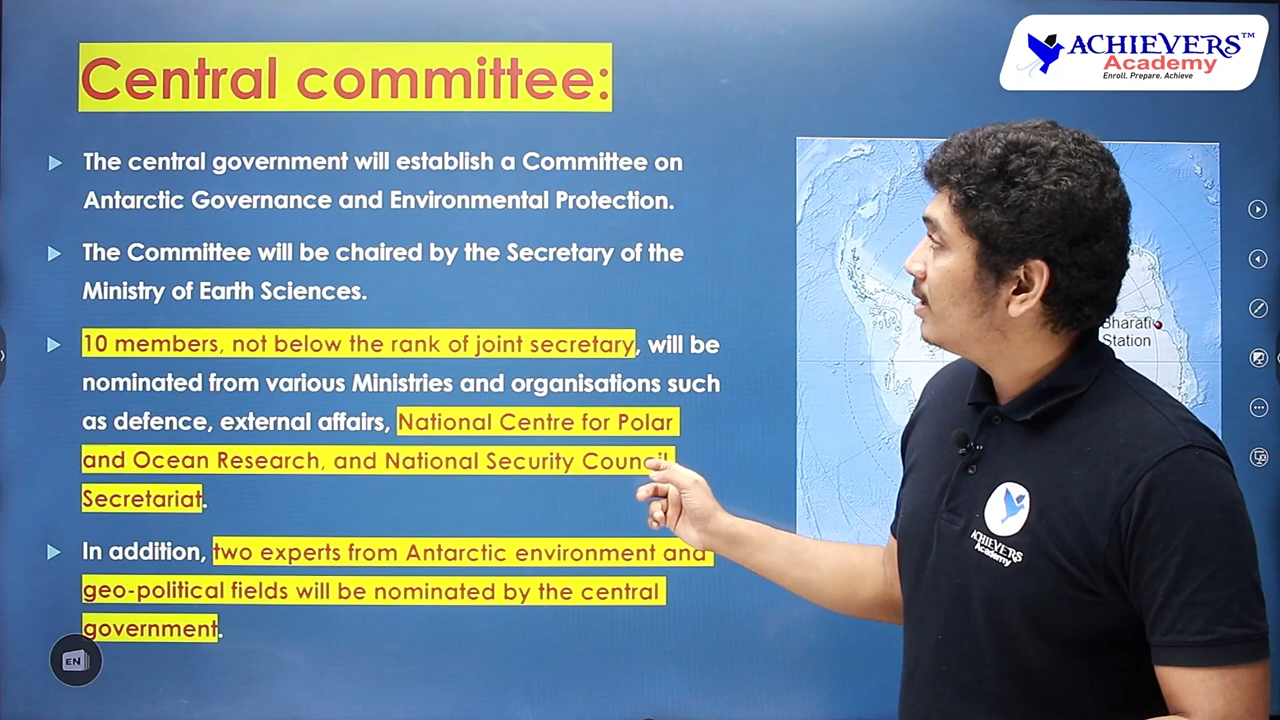 ACHIEVERS™
Academy
Enroll. Prepare. Achieve
Central committee:
The central government will establish a Committee on
Antarctic Governance and Environmental Protection.
The Committee will be chaired by the Secretary of the
Ministry of Earth Sciences.
10 members, not below the rank of joint secretary, will be
nominated from various Ministries and organisations such
as defence, external affairs, National Centre for Polar
and Ocean Research, and National Security Council
Secretariat.
In addition, two experts from Antarctic environment and
geo-political fields will be nominated by the central
government.
Bharati
Station
ACHIEVERS
Academy
EN